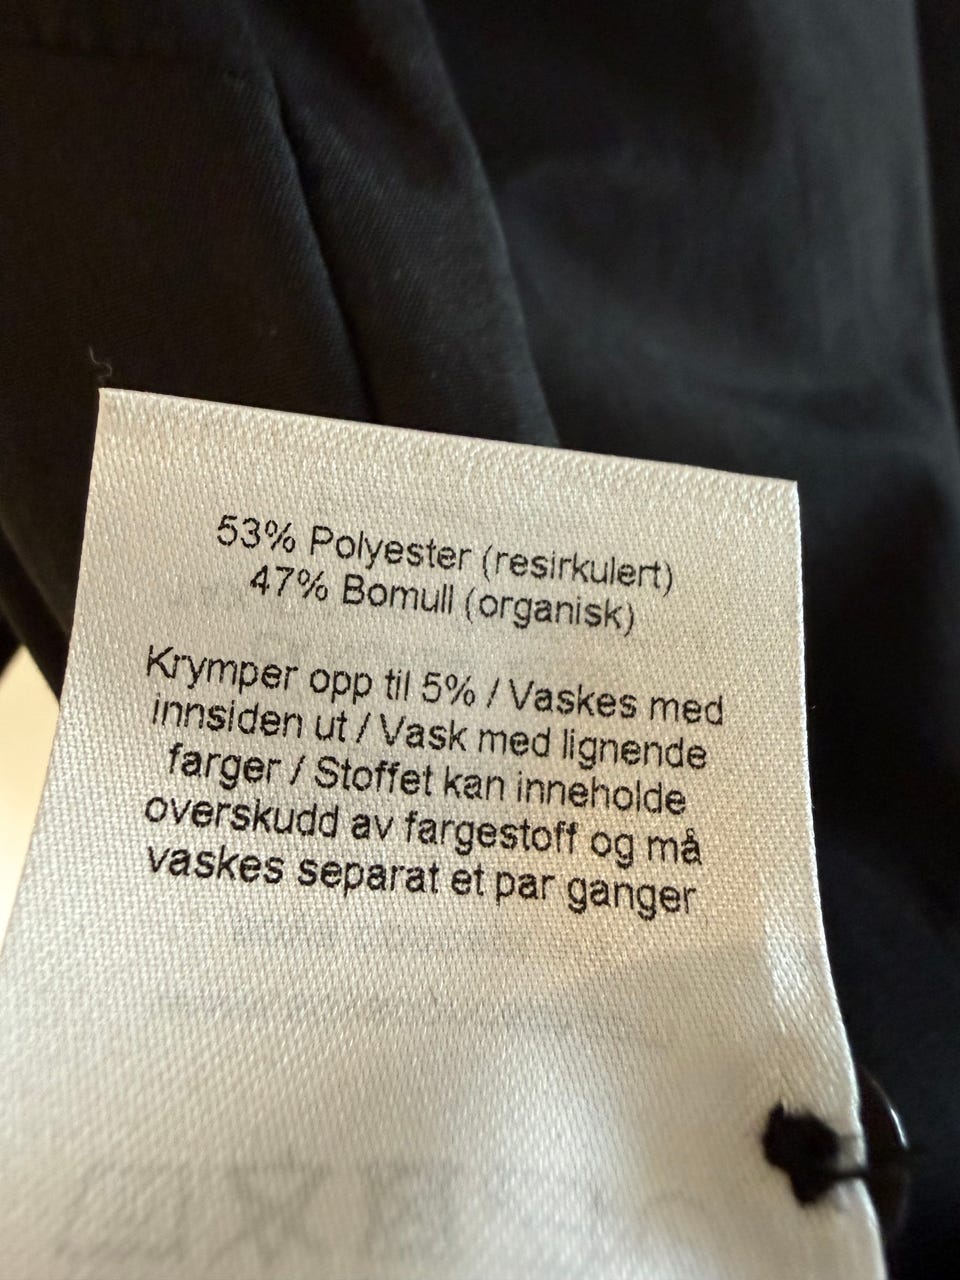 53% Polyester (resirkulert)
47% Bomull (organisk)
Krymper opp til 5% / Vaskes med
innsiden ut / Vask med lignende
farger / Stoffet kan inneholde
overskudd av fargestoff og må
vaskes separat et par ganger